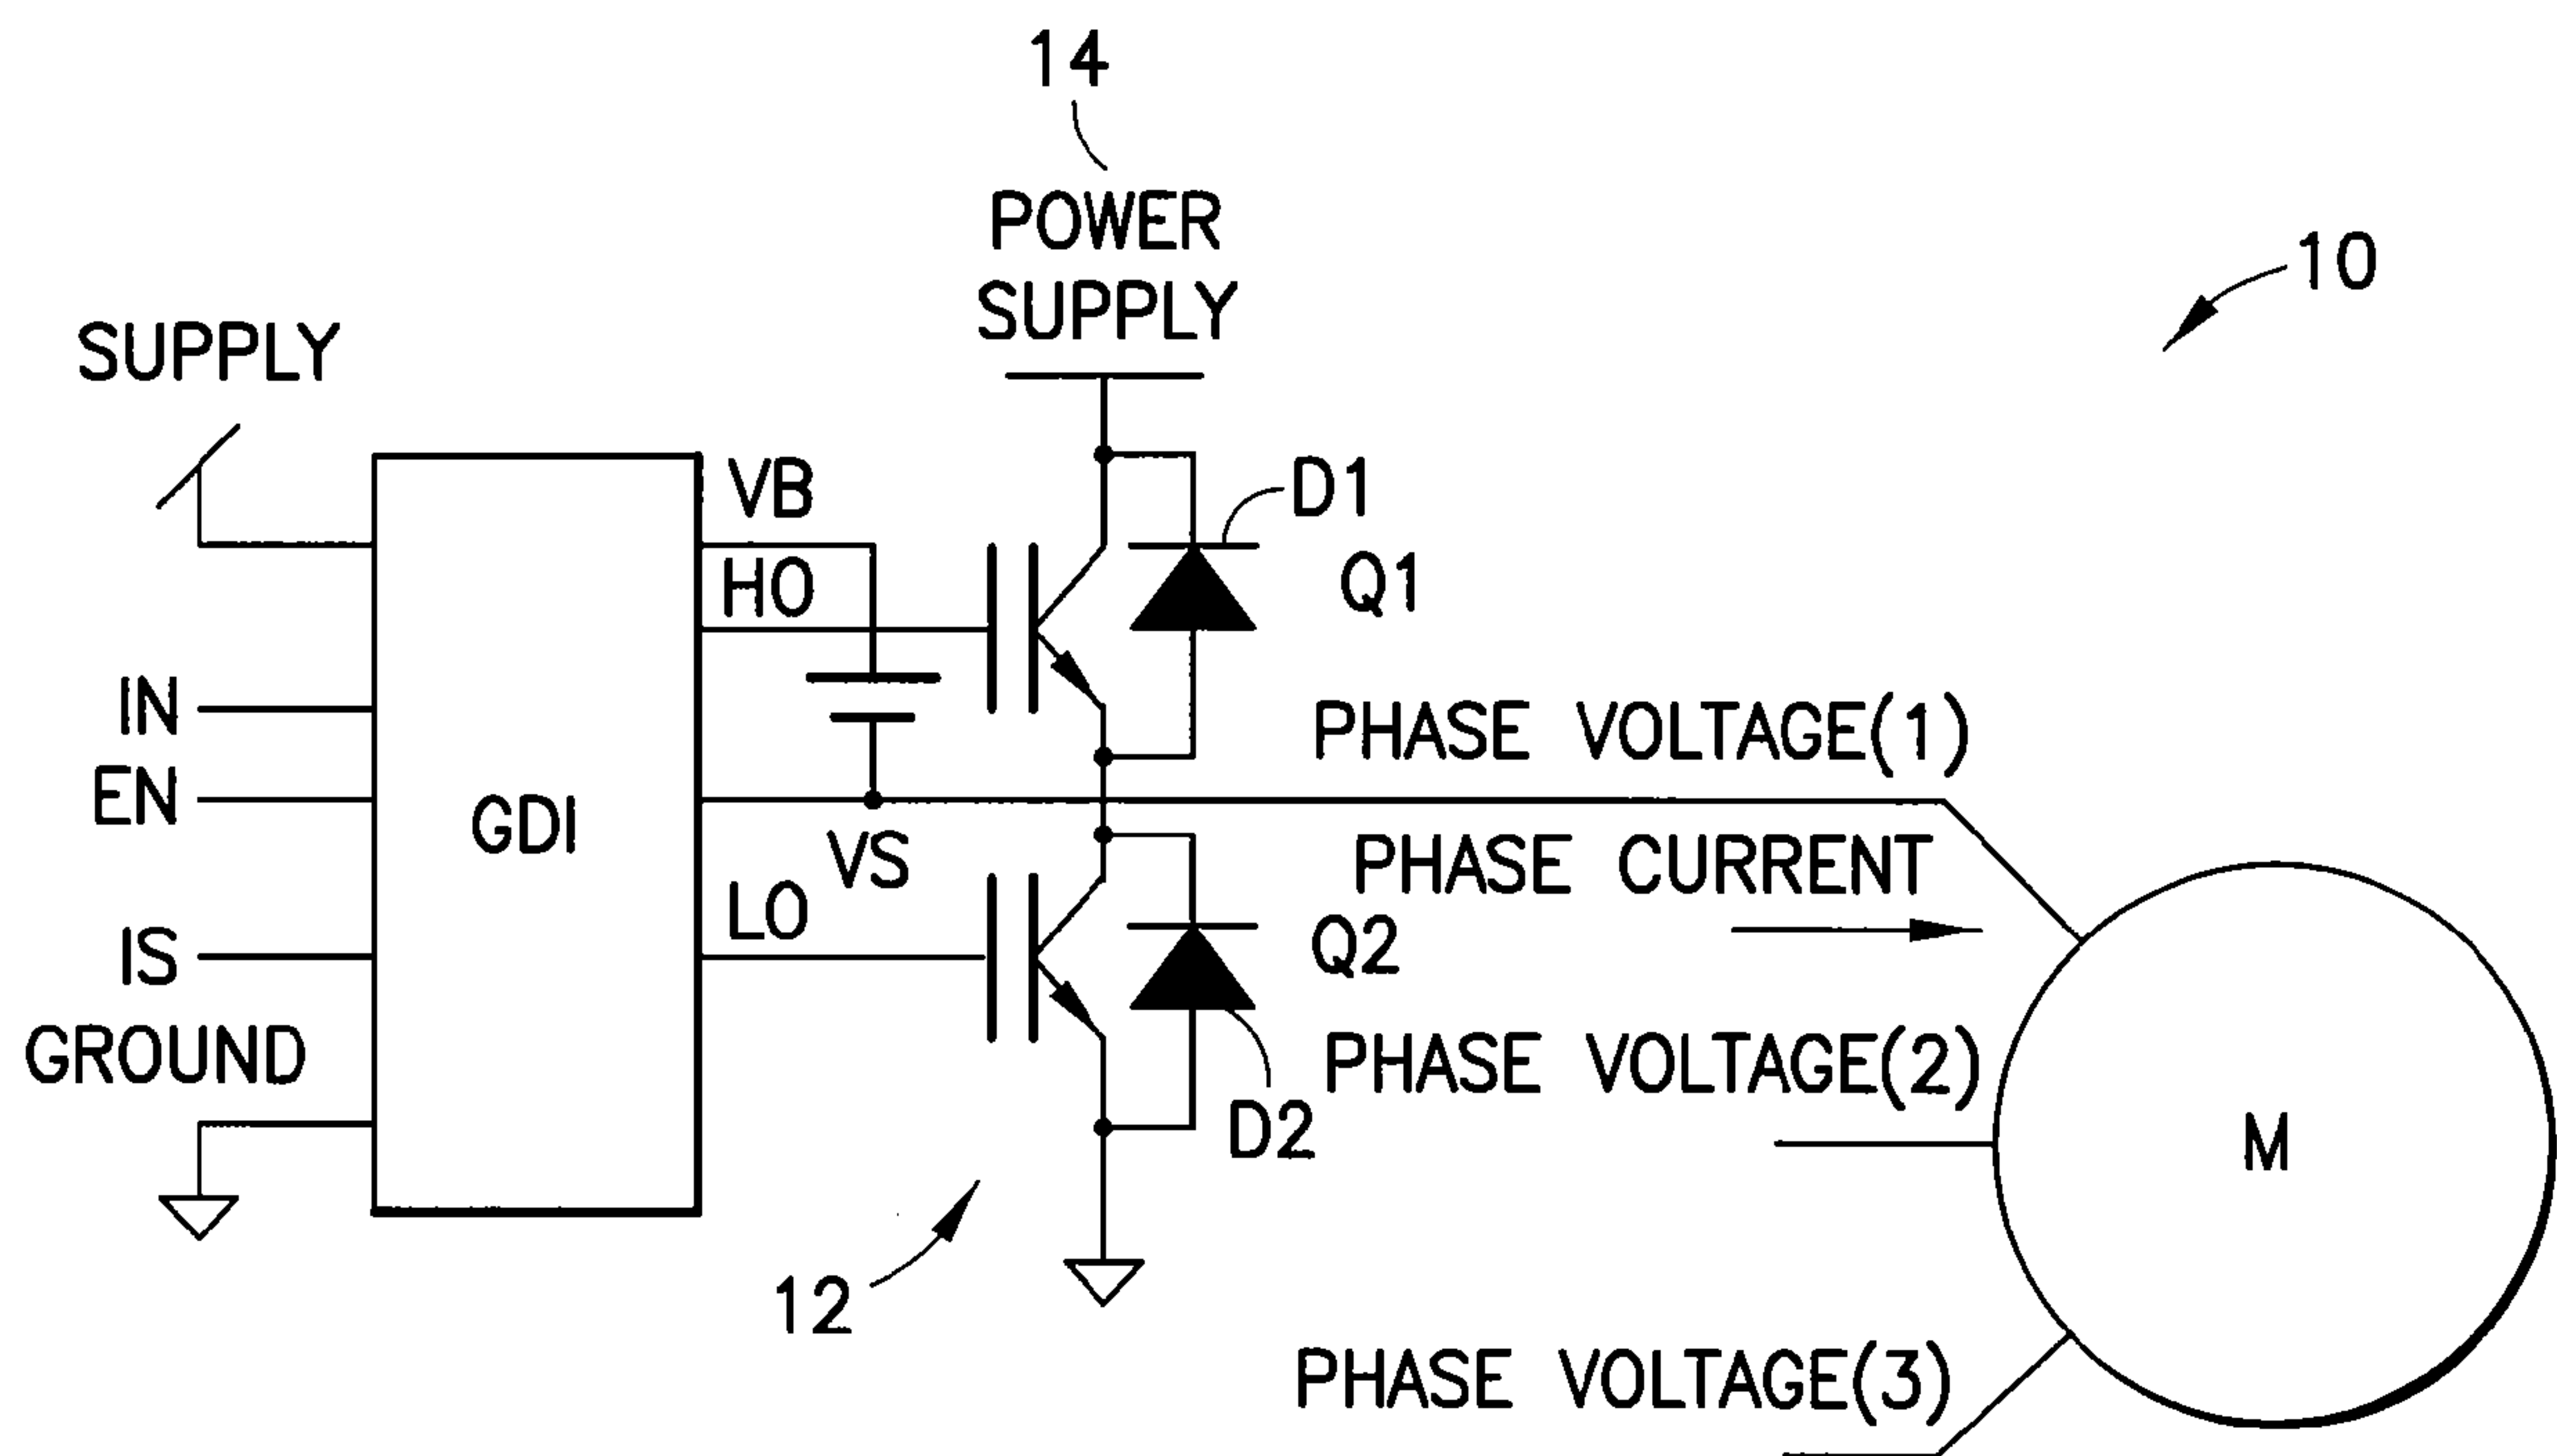 14
POWER
SUPPLY
10
SUPPLY
VB
D1
HO
Q1
IN
PHASE VOLTAGE(1)
EN
GDI
VS
PHASE CURRENT
LO
Q2
IS
GROUND
PHASE VOLTAGE(2)
D2
M
12
PHASE VOLTAGE(3)